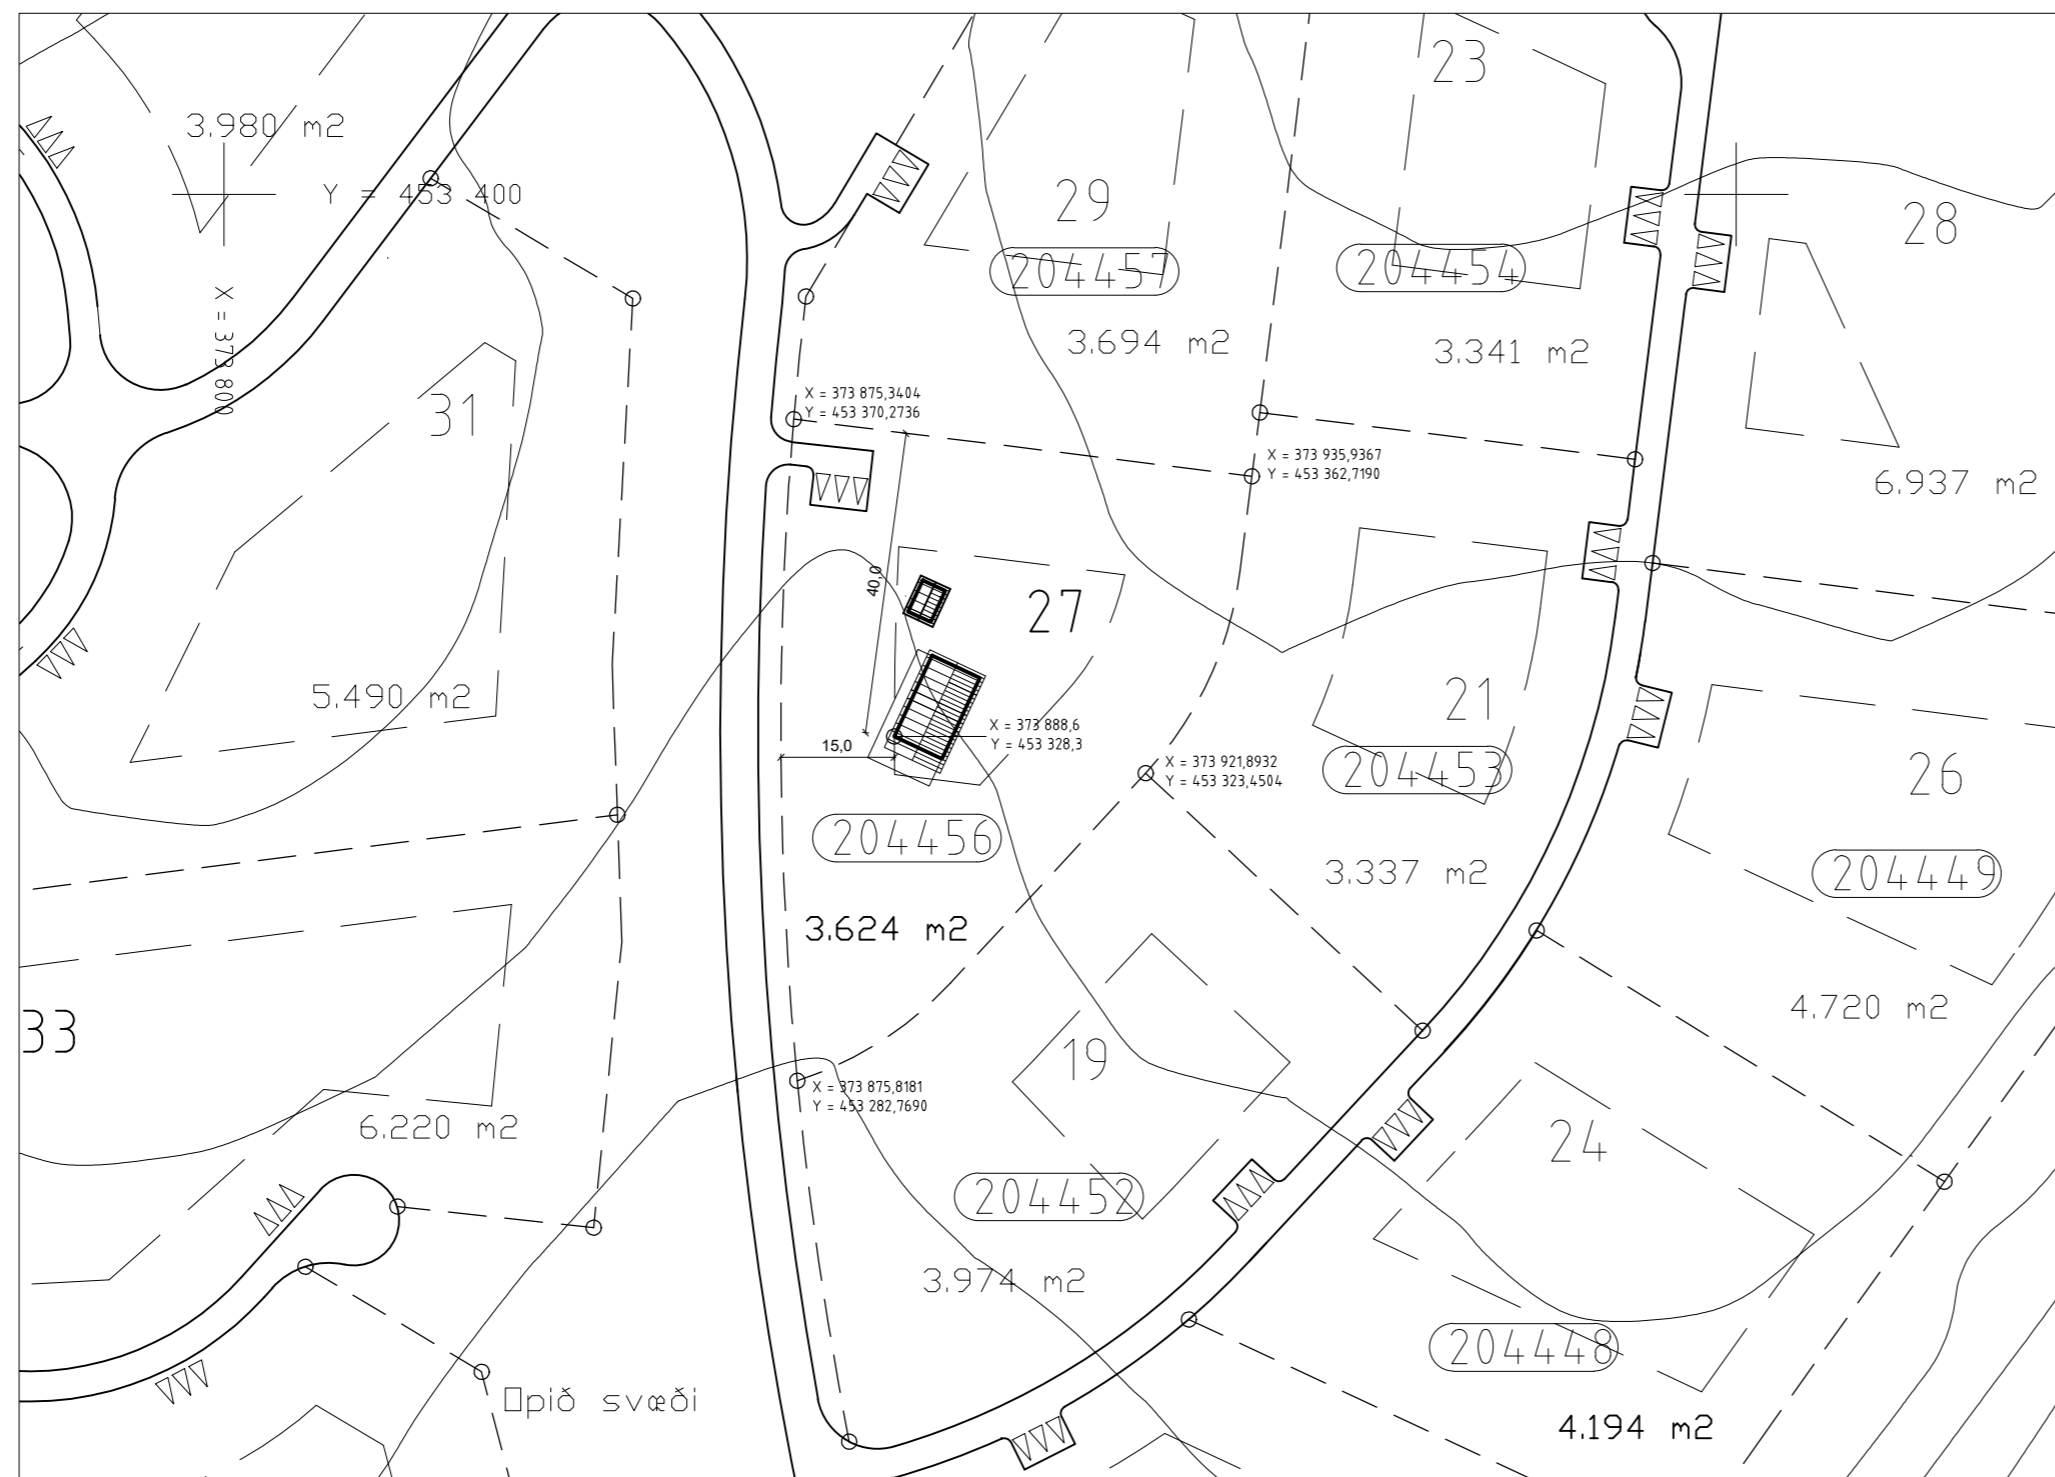 23
3.980 m2
Y = 453 400
X = 373 800
29
28
204457
204454
3.694 m2
3.341 m2
31
X = 373 875,3404
Y = 453 370,2736
X = 373 935,9367
Y = 453 362,7190
6.937 m2
40,0
27
5.490 m2
21
X = 373 888,6
Y = 453 328,3
15,0
X = 373 921,8932
Y = 453 323,4504
204453
26
204456
3.337 m2
204449
3.624 m2
4.720 m2
33
19
X = 373 875,8181
Y = 453 282,7690
6.220 m2
24
204452
3.974 m2
204448
□pið svæði
4.194 m2